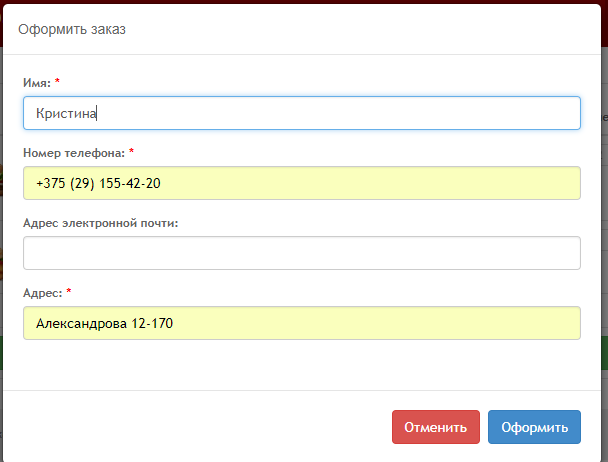 Оформить заказ
Имя: *
Кристина
Номер телефона: *
+375 (29) 155-42-20
Адрес электронной почти:
Адрес: *
Александрова 12-170
Отменить Оформить